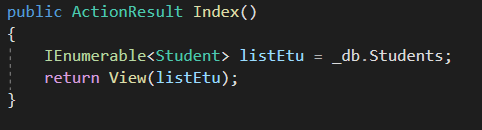 public ActionResult Index()
{
IEnumerable<Student> listEtu = _db.Students;
return View(listEtu);
}